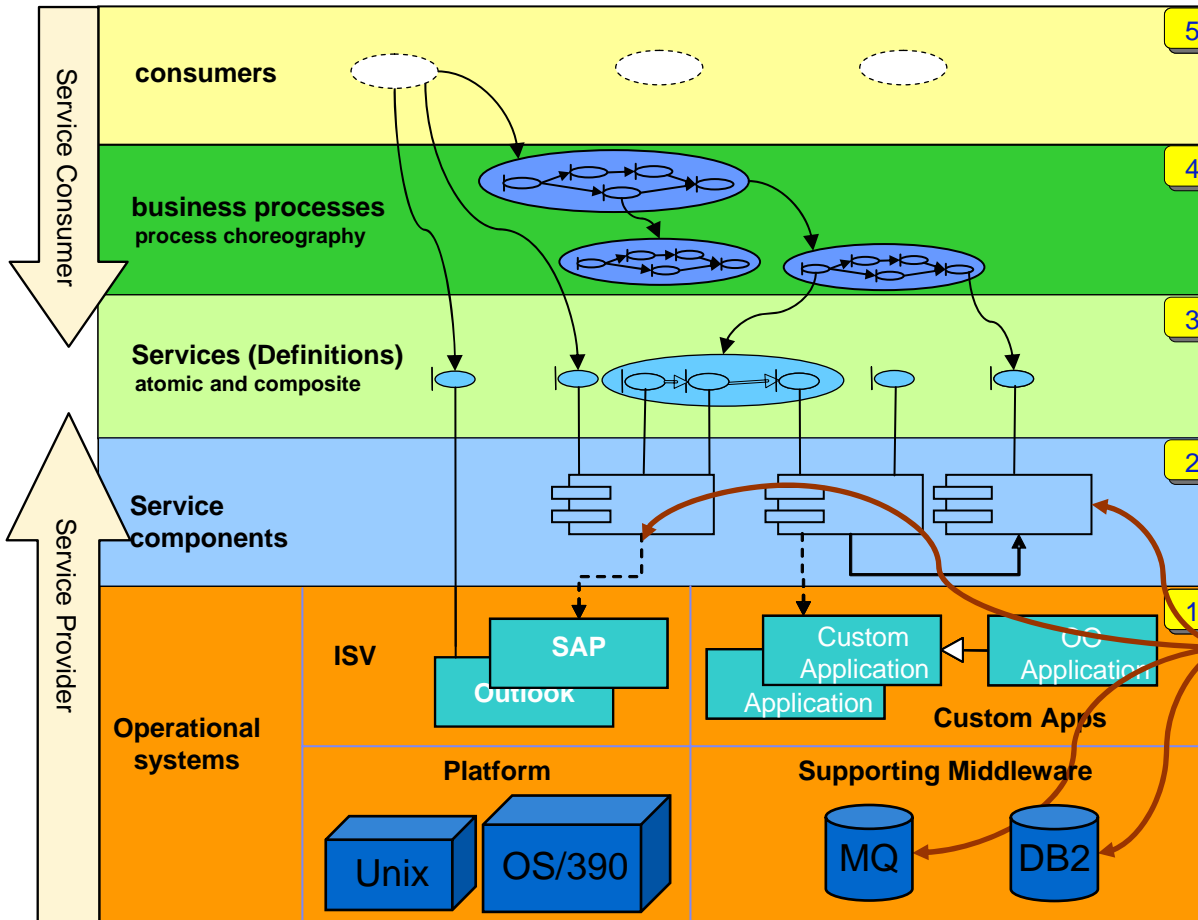 5
consumers
Service Consumer
4
business processes
process choreography
3
Services (Definitions)
atomic and composite
2
Service
components
Service Provider
1
ISV
SAP
Outlook
Custom
Application
Application
OO
Application
Custom Apps
Operational
systems
Platform
Supporting Middleware
Unix
OS/390
MQ
DB2